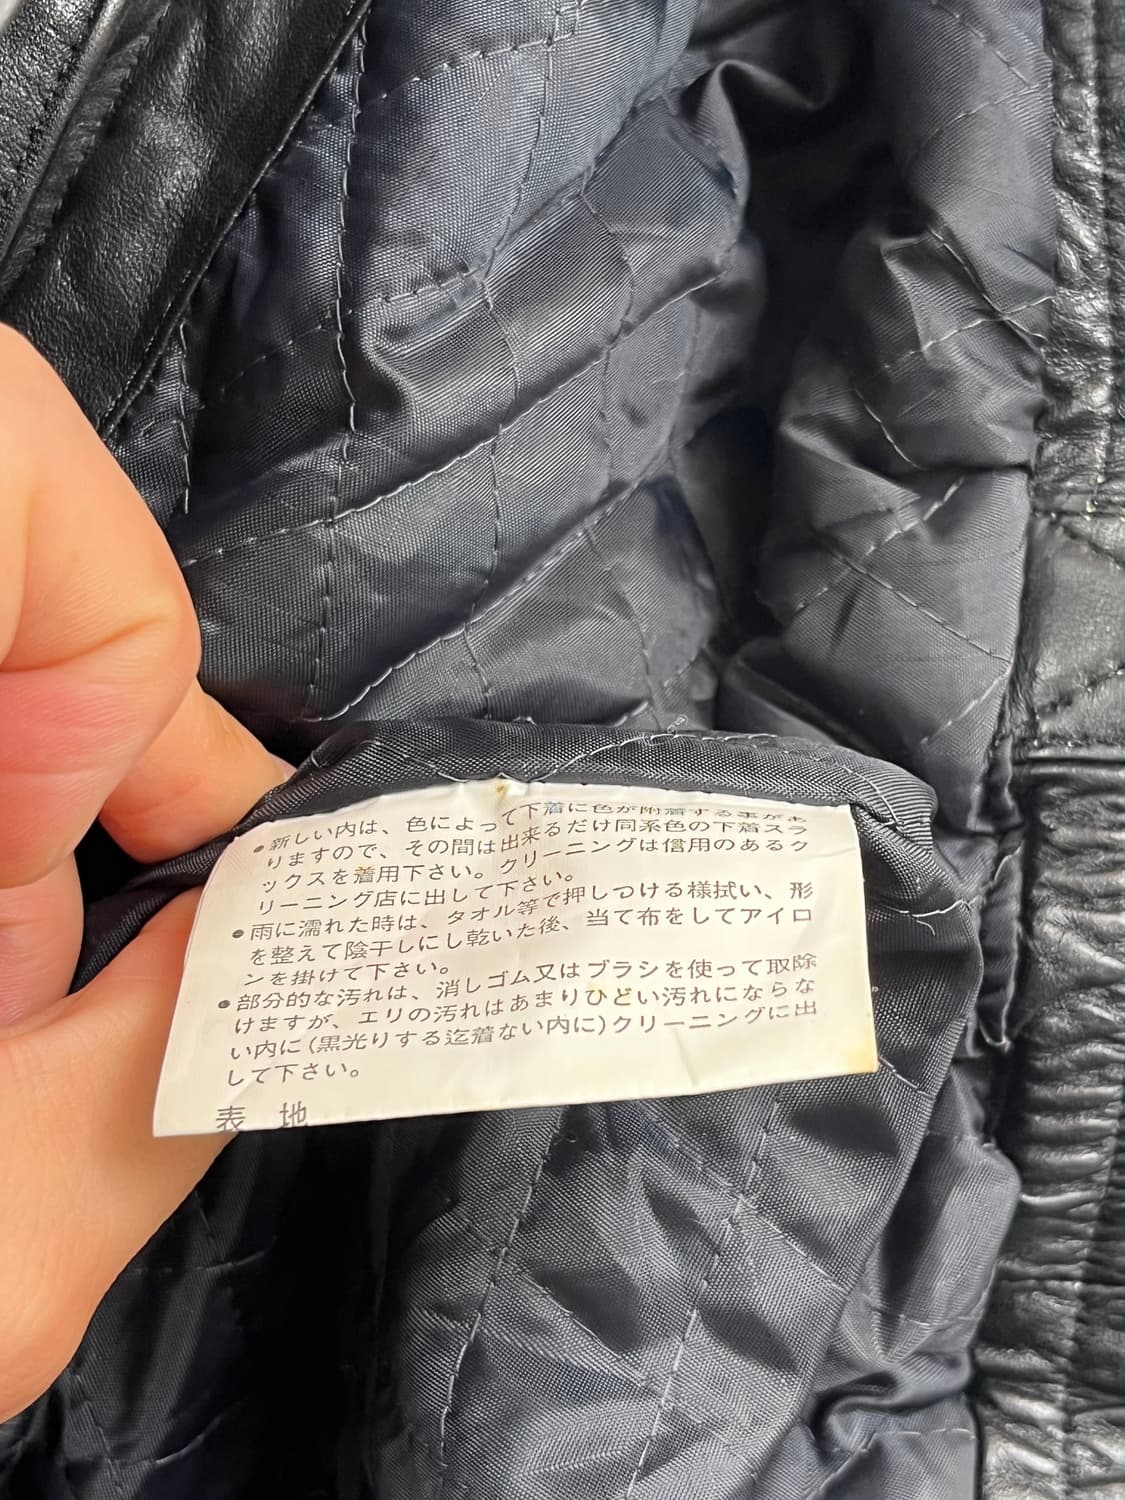 ●新しい内は、色によって下着に色が附着する事があ
りますので、その間は出来るだけ同系色の下着スラ
ックスを着用下さい。クリーニングは信用のあるク
リーニング店に出して下さい。
●雨に濡れた時は、タオル等で押しつける様拭い、形
を整えて陰干しにし乾いた後、当て布をしてアイロ
ンを掛けて下さい。
●部分的な汚れは、消しゴム又はブラシを使って取除
けますが、エリの汚れはあまりひどい汚れにならな
い内に(黒光りする迄着ない内に)クリーニングに出
して下さい。
表 地